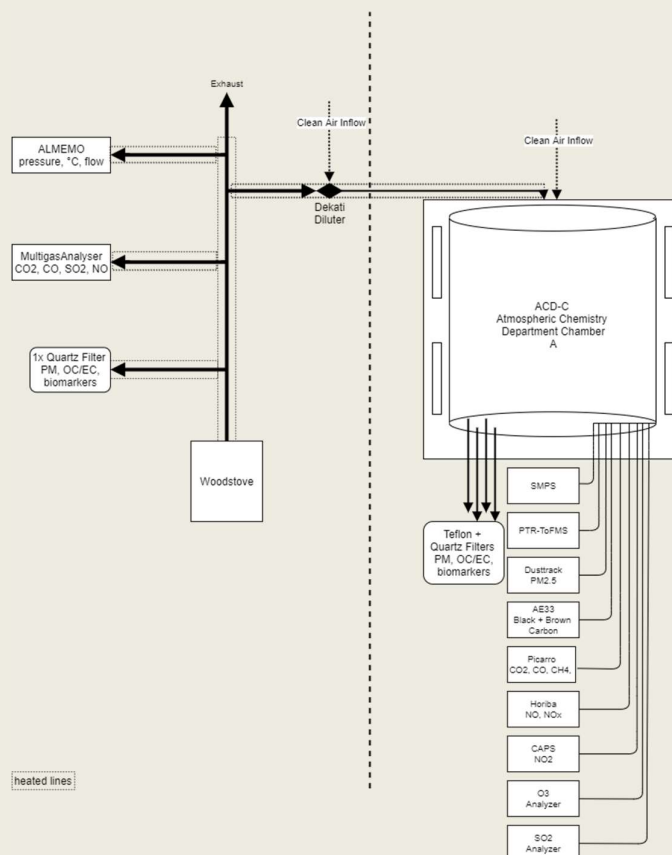 Exhaust
Clean Air Inflow
Clean Air Inflow
ALMEMO
pressure, °C, flow
Dekati
Diluter
MultigasAnalyser
CO2, CO, SO2, NO
1x Quartz Filter
PM, OC/EC,
biomarkers
Woodstove
ACD-C
Atmospheric Chemistry
Department Chamber
A
Teflon +
Quartz Filters
PM, OC/EC,
biomarkers
SMPS
PTR-ToFMS
Dusttrack
PM2.5
AE33
Black + Brown
Carbon
Picarro
CO2, CO, CH4,
Horiba
NO, NOx
CAPS
NO2
O3
Analyzer
SO2
Analyzer
heated lines